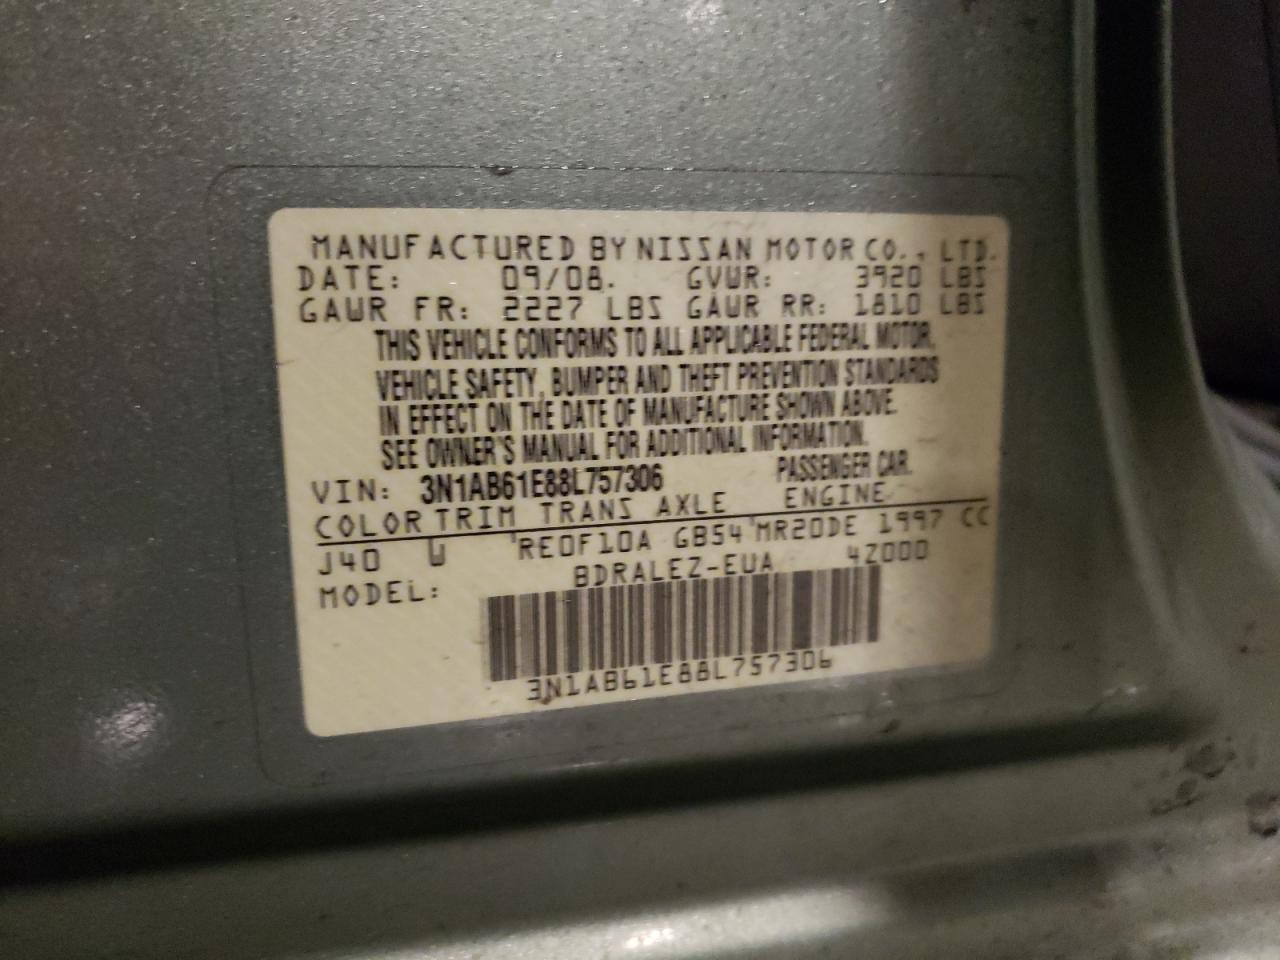 MANUFACTURED BY NISSAN MOTOR CO., LTD.
DATE: 09/08. GVWR: 3920 LBS
GAWR FR: 2227 LBS GAWR RR: 1810 LBS
THIS VEHICLE CONFORMS TO ALL APPLICABLE FEDERAL MOTOR
VEHICLE SAFETY, BUMPER AND THEFT PREVENTION STANDARDS
IN EFFECT ON THE DATE OF MANUFACTURE SHOWN ABOVE.
SEE OWNER'S MANUAL FOR ADDITIONAL INFORMATION.
VIN: 3N1AB61E88L757306 PASSENGER CAR.
COLOR TRIM TRANS AXLE ENGINE
J40 W RE0F10A GB54 MR20DE 1997 CC
MODEL: BDRALEZ-EUA 4Z000
3N1AB61E88L757306